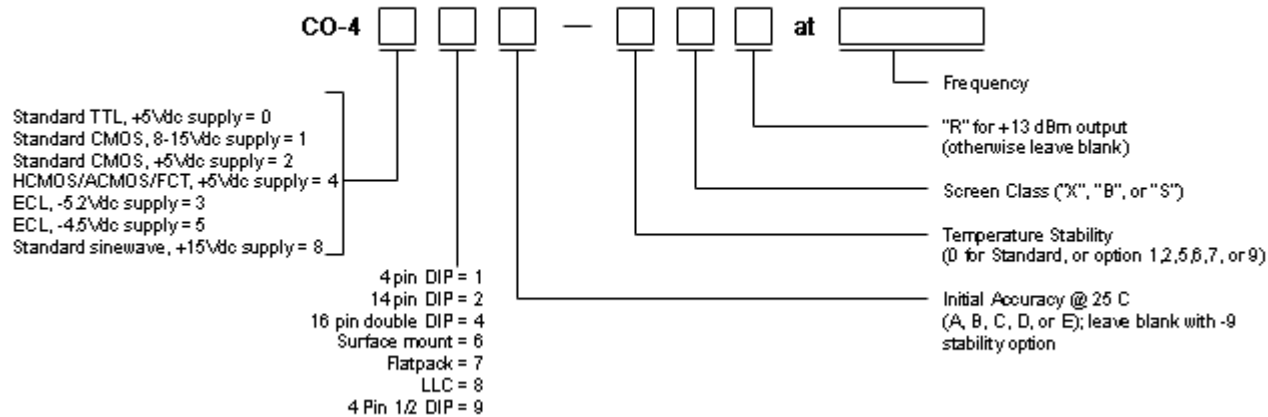 CO-4 — at
Standard TTL, +5Vdc supply = 0
Standard CMOS, 8-15Vdc supply = 1
Standard CMOS, +5Vdc supply = 2
HCMOS/ACMOS/FCT, +5Vdc supply = 4
ECL, -5.2Vdc supply = 3
ECL, -4.5Vdc supply = 5
Standard sinewave, +15Vdc supply = 8
4 pin DIP = 1
14 pin DIP = 2
16 pin double DIP = 4
Surface mount = 6
Flatpack = 7
LLC = 8
4 Pin 1/2 DIP = 9
Frequency
"R" for +13 dBm output
(otherwise leave blank)
Screen Class ("X", "B", or "S")
Temperature Stability
(0 for Standard, or option 1,2,5,6,7, or 9)
Initial Accuracy @ 25 C
(A, B, C, D, or E); leave blank with -9
stability option